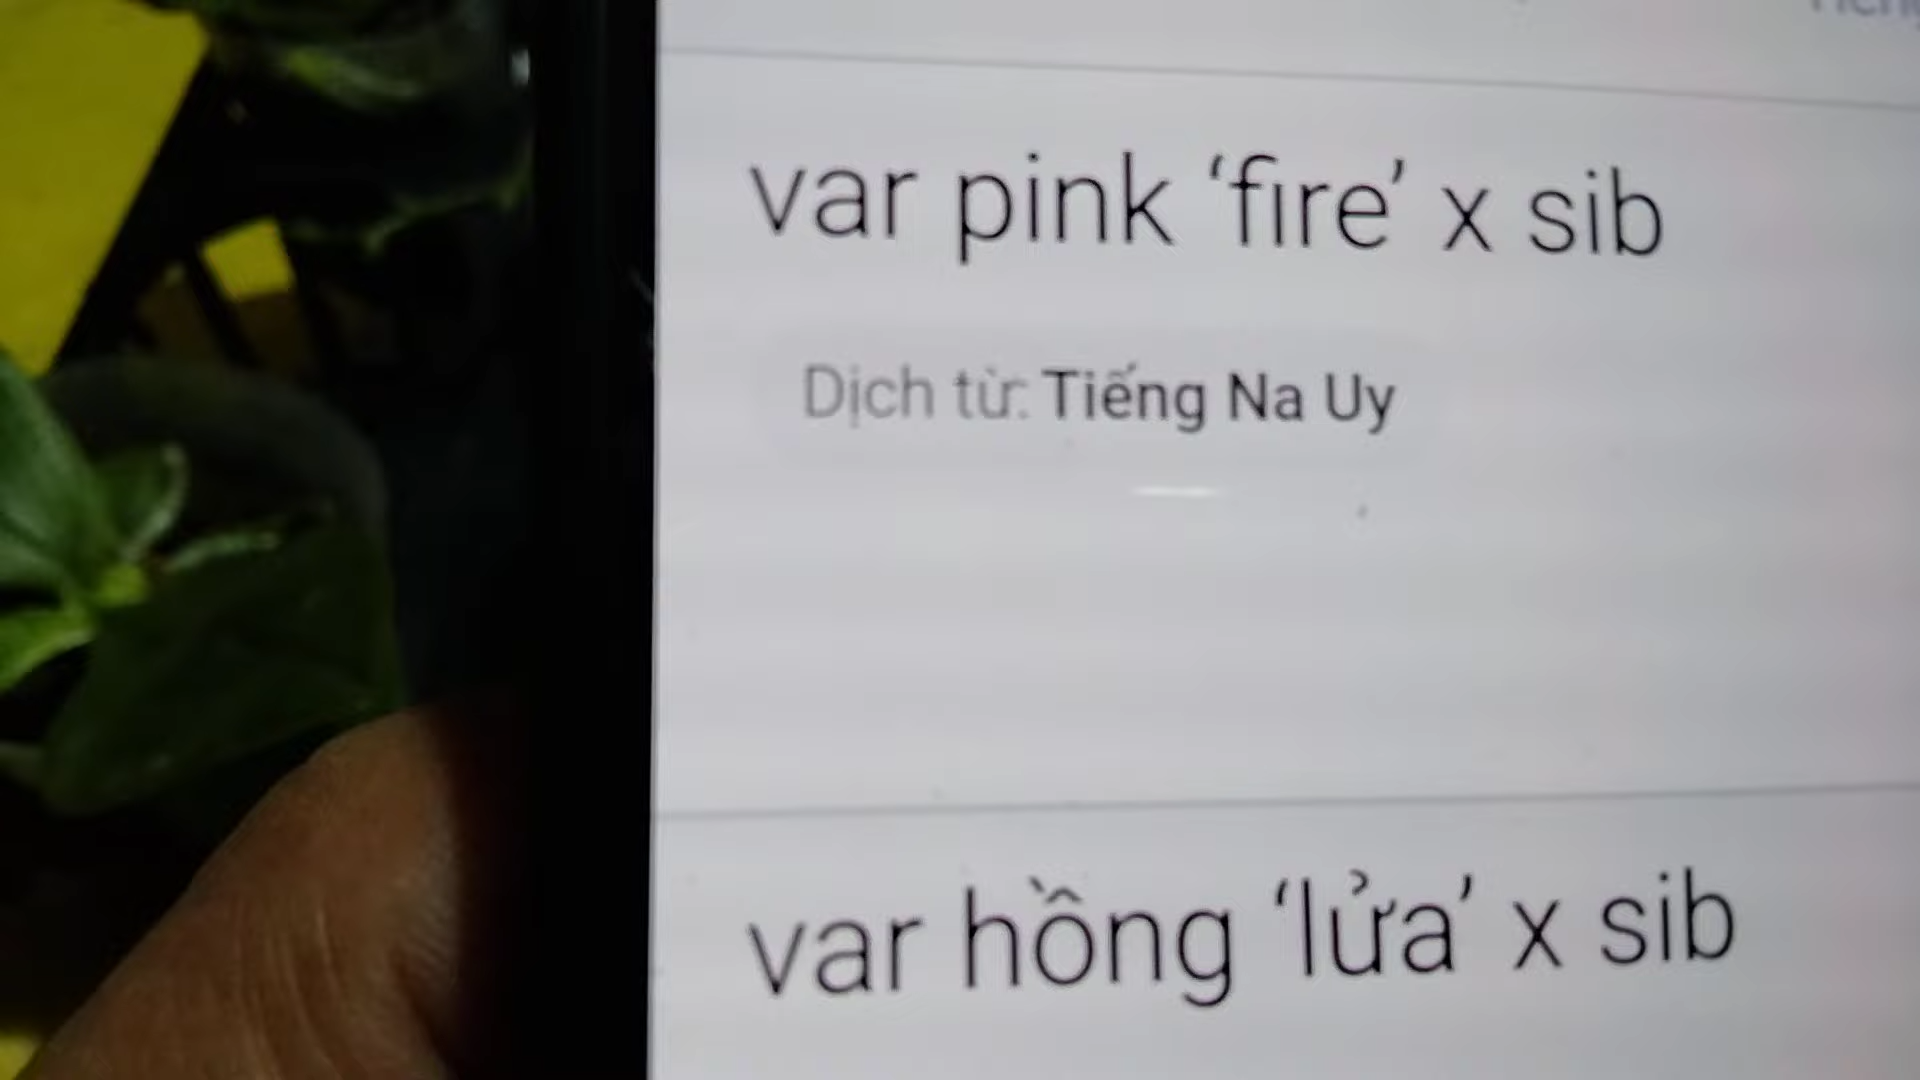 var pink ‘fire’ x sib
Dịch từ: Tiếng Na Uy
var hồng ‘lửa’ x sib